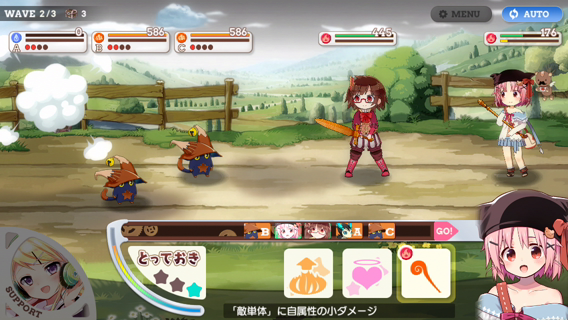 WAVE 2/3 3
MENU
AUTO
0
A
586
B
586
C
445
176
B
A
C
GO!
とっておき
SUPPORT
「敵単体」に自属性の小ダメージ